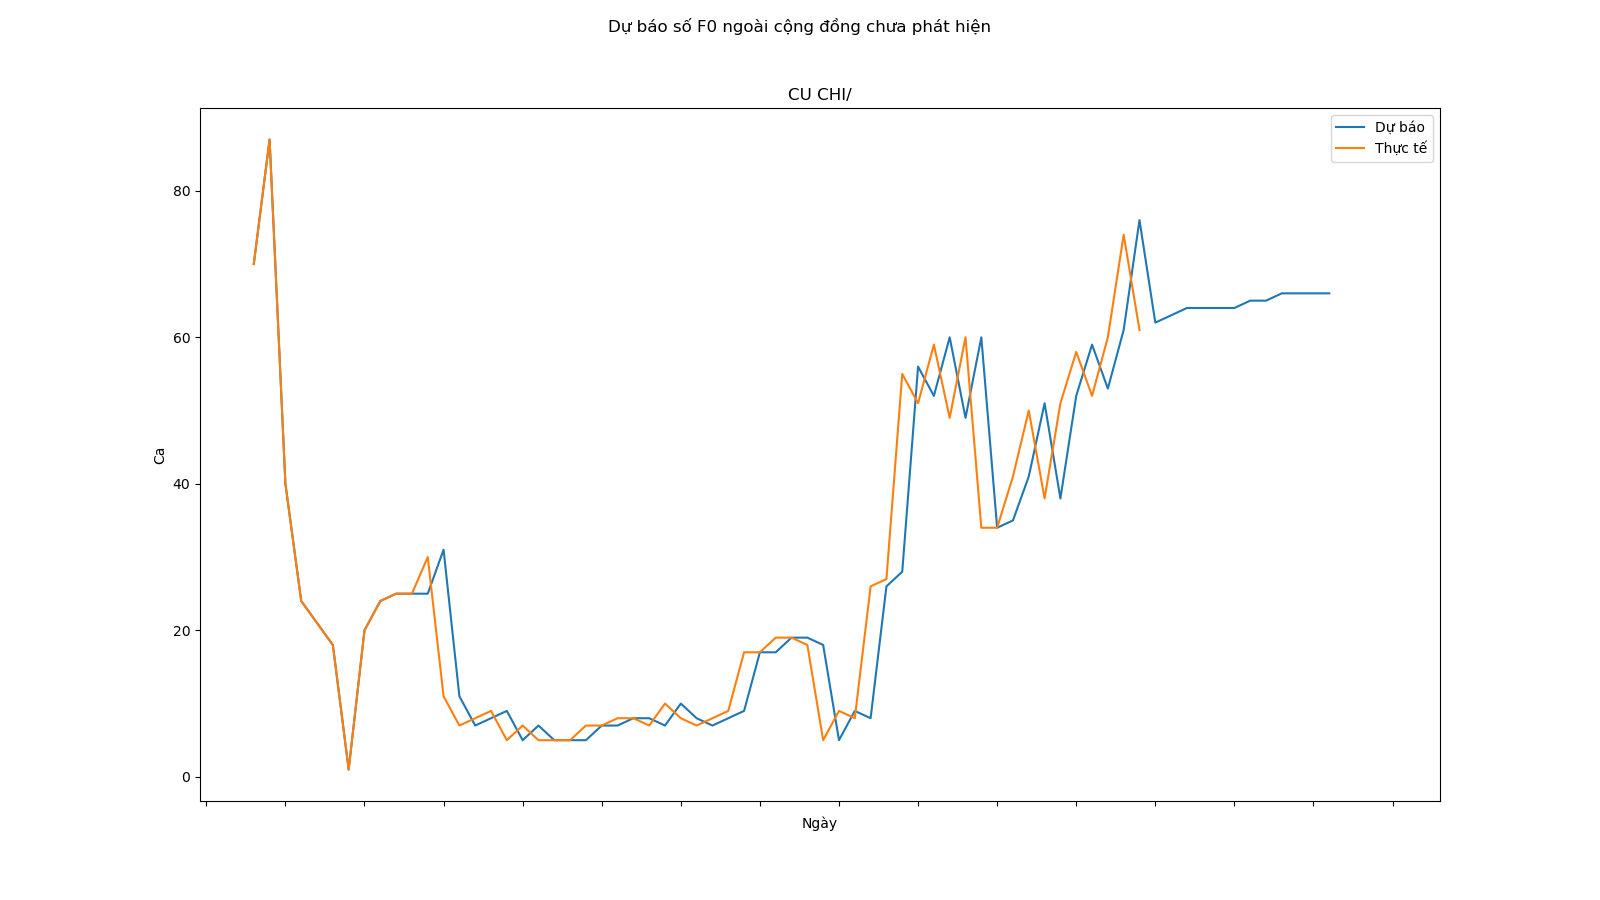 Dự báo số F0 ngoài cộng đồng chưa phát hiện
CU CHI/
Dự báo
Thực tế
80
60
40
20
0
Ca
Ngày